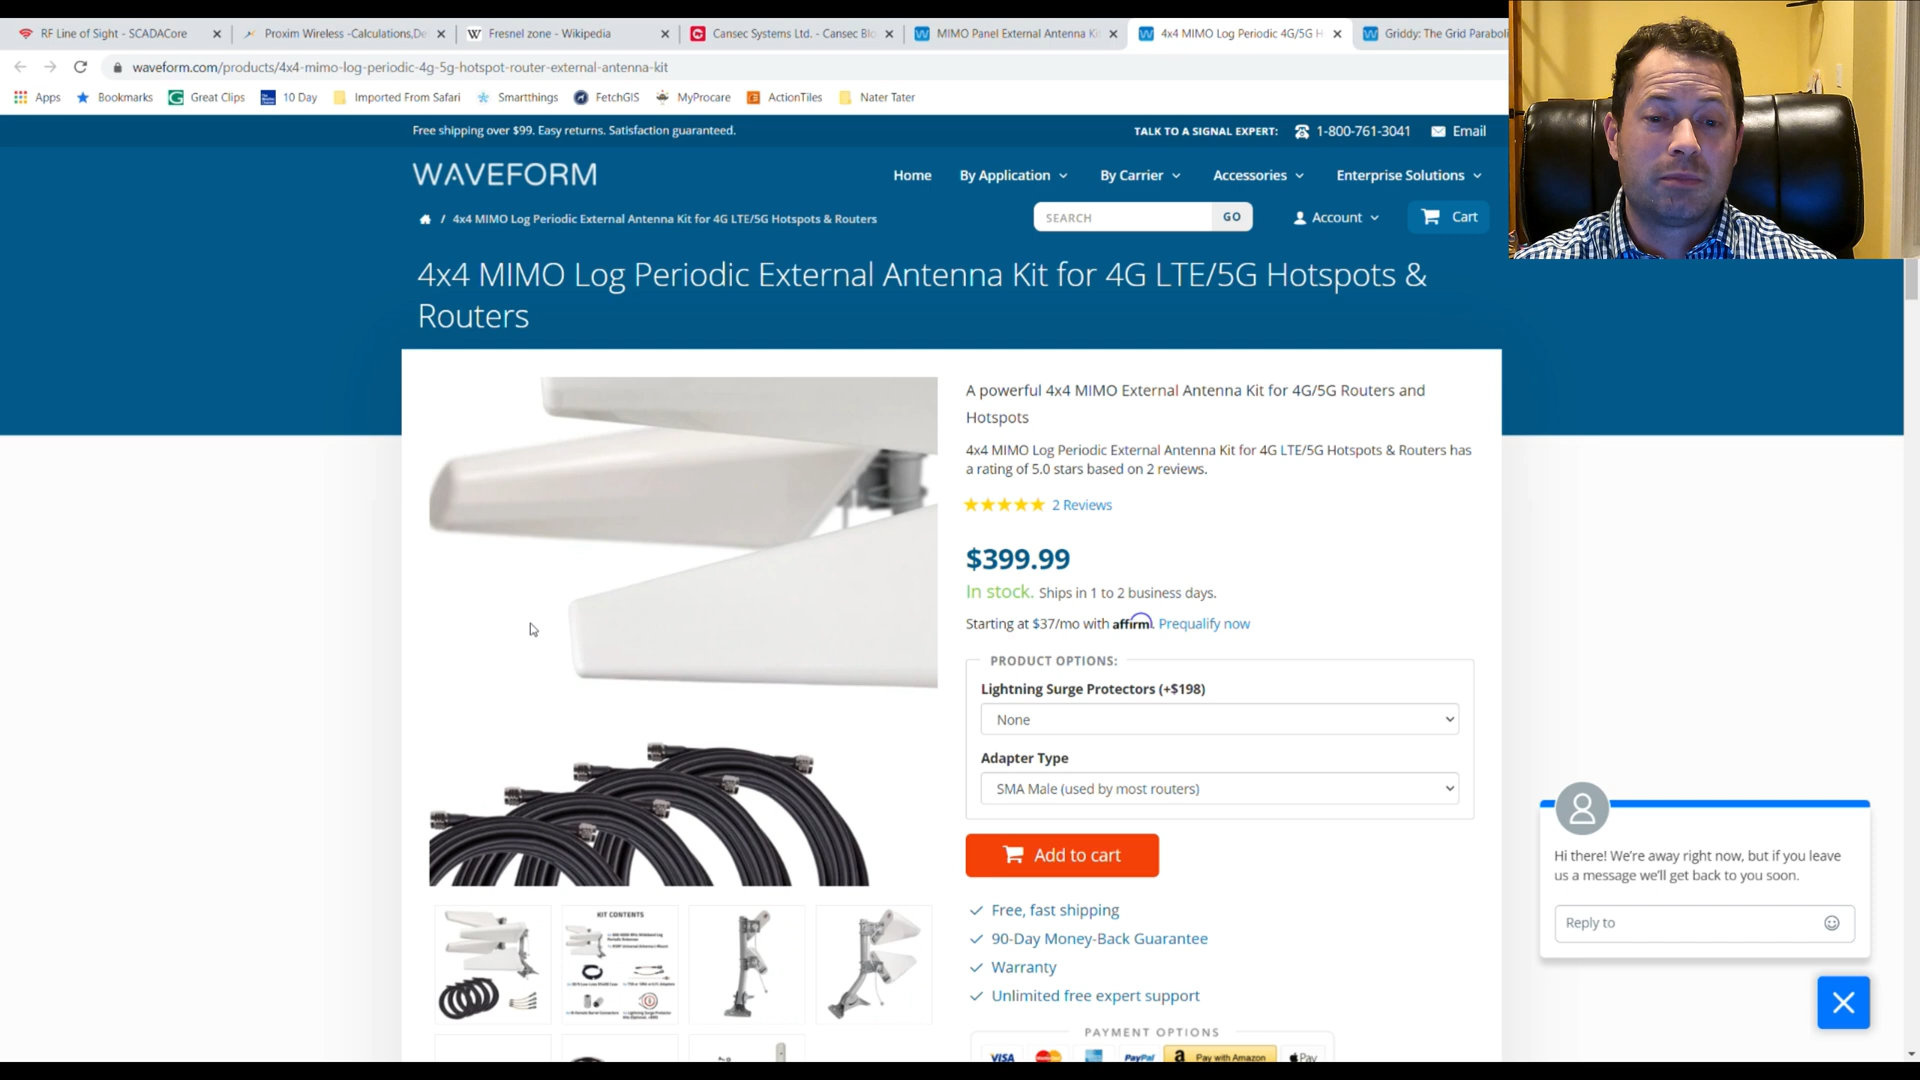 RF Line of Sight - SCADACore
Proxim Wireless -Calculations,De
Fresnel zone - Wikipedia
Cansec Systems Ltd. - Cansec Blo
MIMO Panel External Antenna Ki
4x4 MIMO Log Periodic 4G/5G H
Griddy: The Grid Paraboli
waveform.com/products/4x4-mimo-log-periodic-4g-5g-hotspot-router-external-antenna-kit
Apps
Bookmarks
Great Clips
10 Day
Imported From Safari
Smartthings
FetchGIS
MyProcare
ActionTiles
Nater Tater
Free shipping over $99. Easy returns. Satisfaction guaranteed.
TALK TO A SIGNAL EXPERT: 1-800-761-3041 Email
WAVEFORM
Home By Application By Carrier Accessories Enterprise Solutions
/ 4x4 MIMO Log Periodic External Antenna Kit for 4G LTE/5G Hotspots & Routers
SEARCH GO
Account
Cart
4x4 MIMO Log Periodic External Antenna Kit for 4G LTE/5G Hotspots &
Routers
A powerful 4x4 MIMO External Antenna Kit for 4G/5G Routers and
Hotspots
4x4 MIMO Log Periodic External Antenna Kit for 4G LTE/5G Hotspots & Routers has
a rating of 5.0 stars based on 2 reviews.
2 Reviews
$399.99
In stock. Ships in 1 to 2 business days.
Starting at $37/mo with affirm. Prequalify now
PRODUCT OPTIONS:
Lightning Surge Protectors (+$198)
None
Adapter Type
SMA Male (used by most routers)
Add to cart
Free, fast shipping
90-Day Money-Back Guarantee
Warranty
Unlimited free expert support
PAYMENT OPTIONS
VISA
PayPal
a Pay with Amazon
Pay
KIT CONTENTS
Hi there! We're away right now, but if you leave
us a message we'll get back to you soon.
Reply to